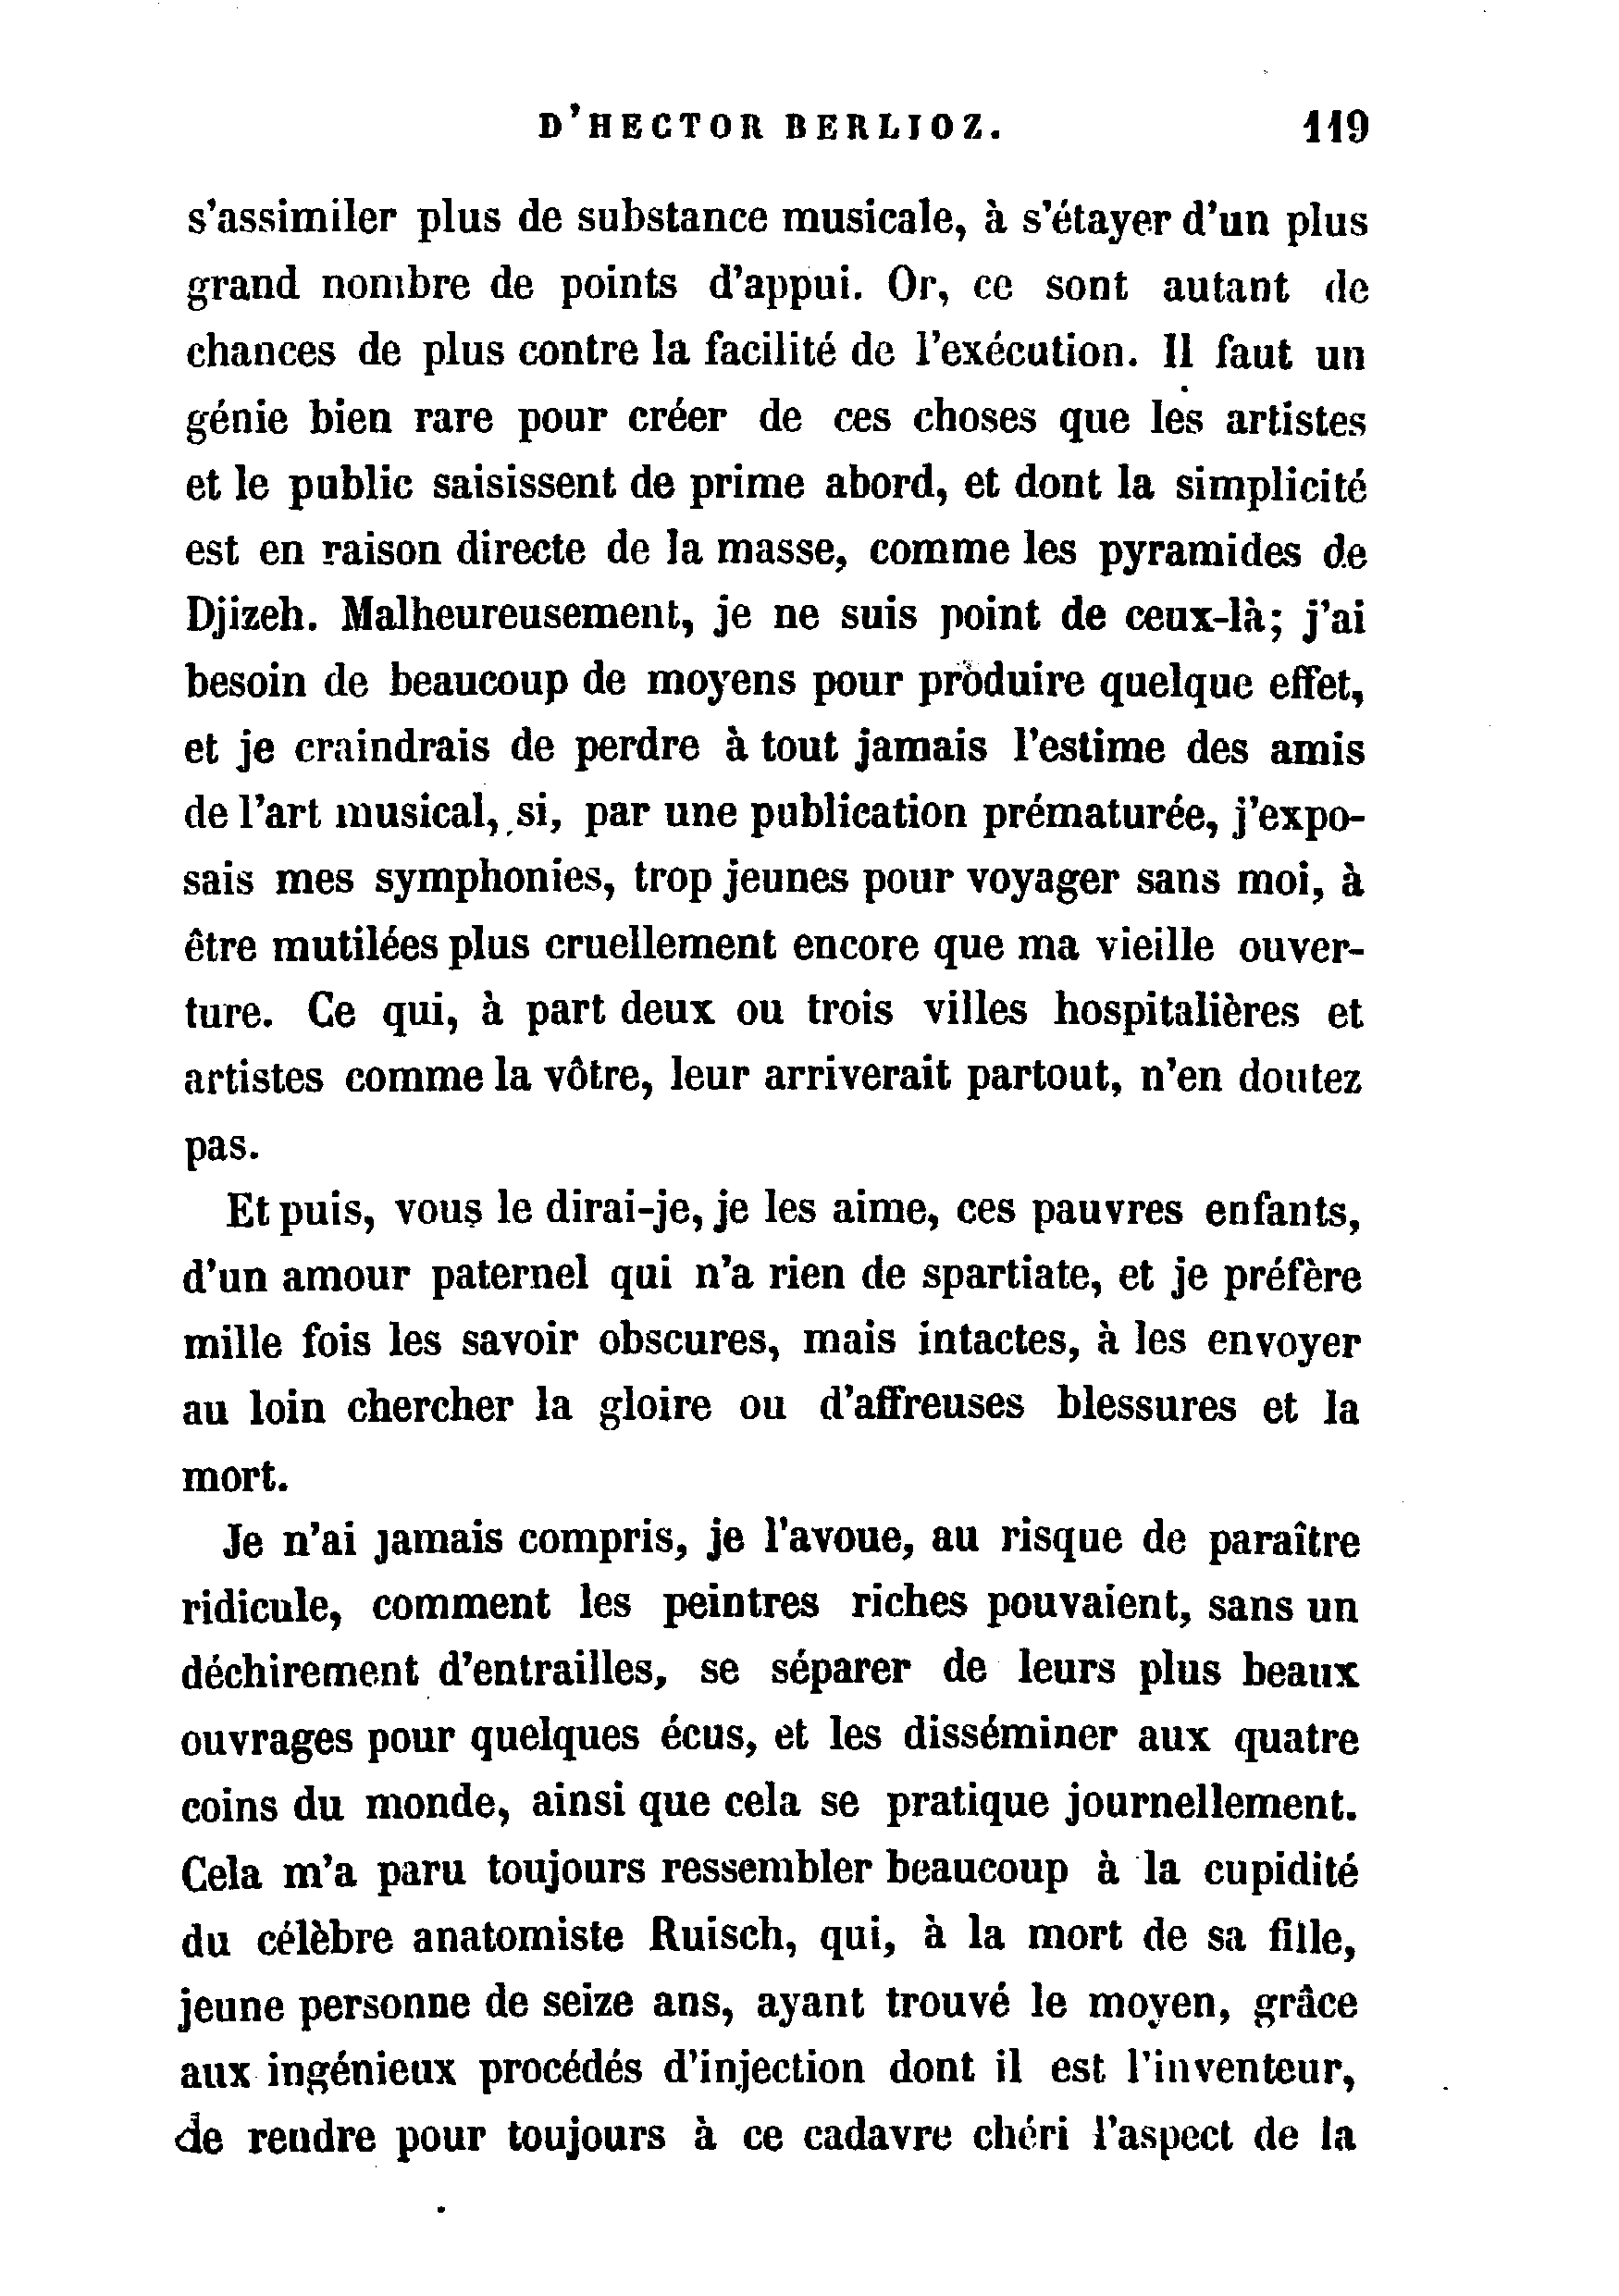 D'HECTOR BERLIOZ. 119
s'assimiler plus de substance musicale, à s'étayer d'un plus
grand nombre de points d'appui. Or, ce sont autant de
chances de plus contre la facilité de l'exécution. Il faut un
génie bien rare pour créer de ces choses que les artistes
et le public saisissent de prime abord, et dont la simplicité
est en raison directe de la masse, comme les pyramides de
Djizeh. Malheureusement, je ne suis point de ceux-là; j'ai
besoin de beaucoup de moyens pour produire quelque effet,
et je craindrais de perdre à tout jamais l'estime des amis
de l'art musical, si, par une publication prématurée, j'expo-
sais mes symphonies, trop jeunes pour voyager sans moi, à
être mutilées plus cruellement encore que ma vieille ouver-
ture. Ce qui, à part deux ou trois villes hospitalières et
artistes comme la vôtre, leur arriverait partout, n'en doutez
pas.
Et puis, vous le dirai-je, je les aime, ces pauvres enfants,
d'un amour paternel qui n'a rien de spartiate, et je préfère
mille fois les savoir obscures, mais intactes, à les envoyer
au loin chercher la gloire ou d'affreuses blessures et la
mort.
Je n'ai jamais compris, je l'avoue, au risque de paraître
ridicule, comment les peintres riches pouvaient, sans un
déchirement d'entrailles, se séparer de leurs plus beaux
ouvrages pour quelques écus, et les disséminer aux quatre
coins du monde, ainsi que cela se pratique journellement.
Cela m'a paru toujours ressembler beaucoup à la cupidité
du célèbre anatomiste Ruisch, qui, à la mort de sa fille,
jeune personne de seize ans, ayant trouvé le moyen, grâce
aux ingénieux procédés d'injection dont il est l'inventeur,
de rendre pour toujours à ce cadavre chéri l'aspect de la